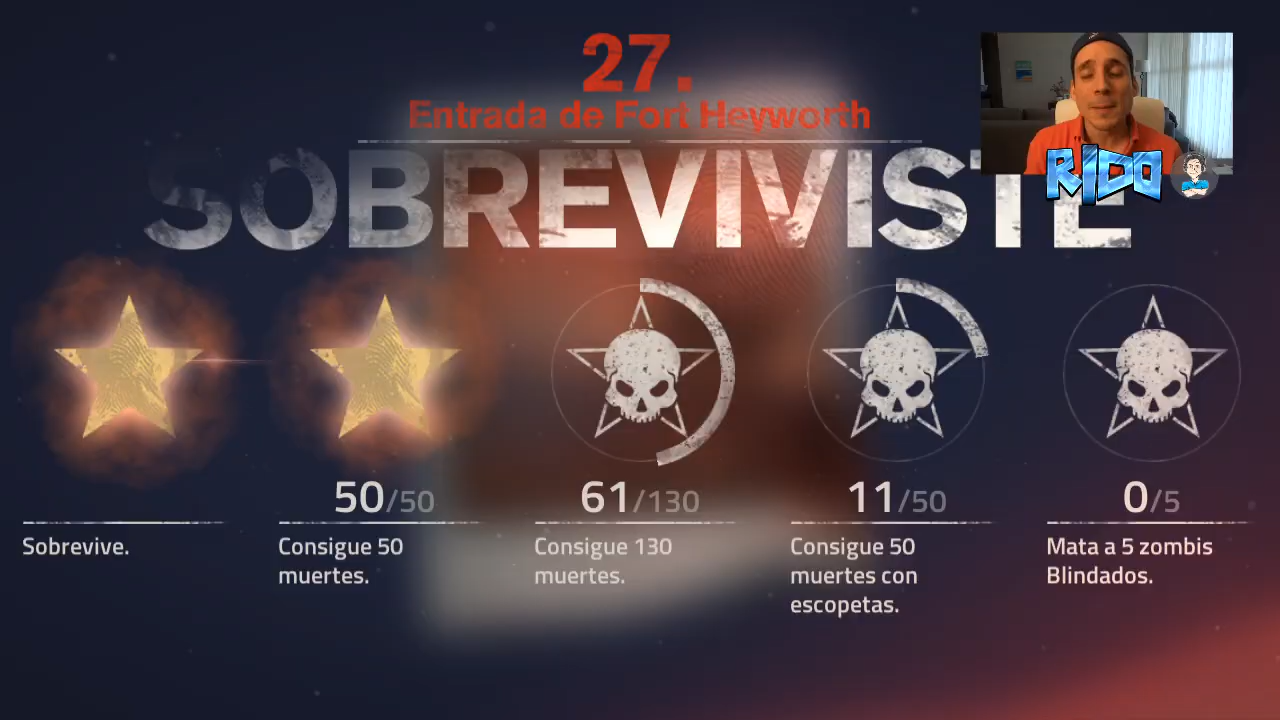 27.
Entrada de Fort Heyworth
SOBREVIVISTE
RIDO
50/50
61/130
11/50
0/5
Sobrevive.
Consigue 50
muertes.
Consigue 130
muertes.
Consigue 50
muertes con
escopetas.
Mata a 5 zombis
Blindados.